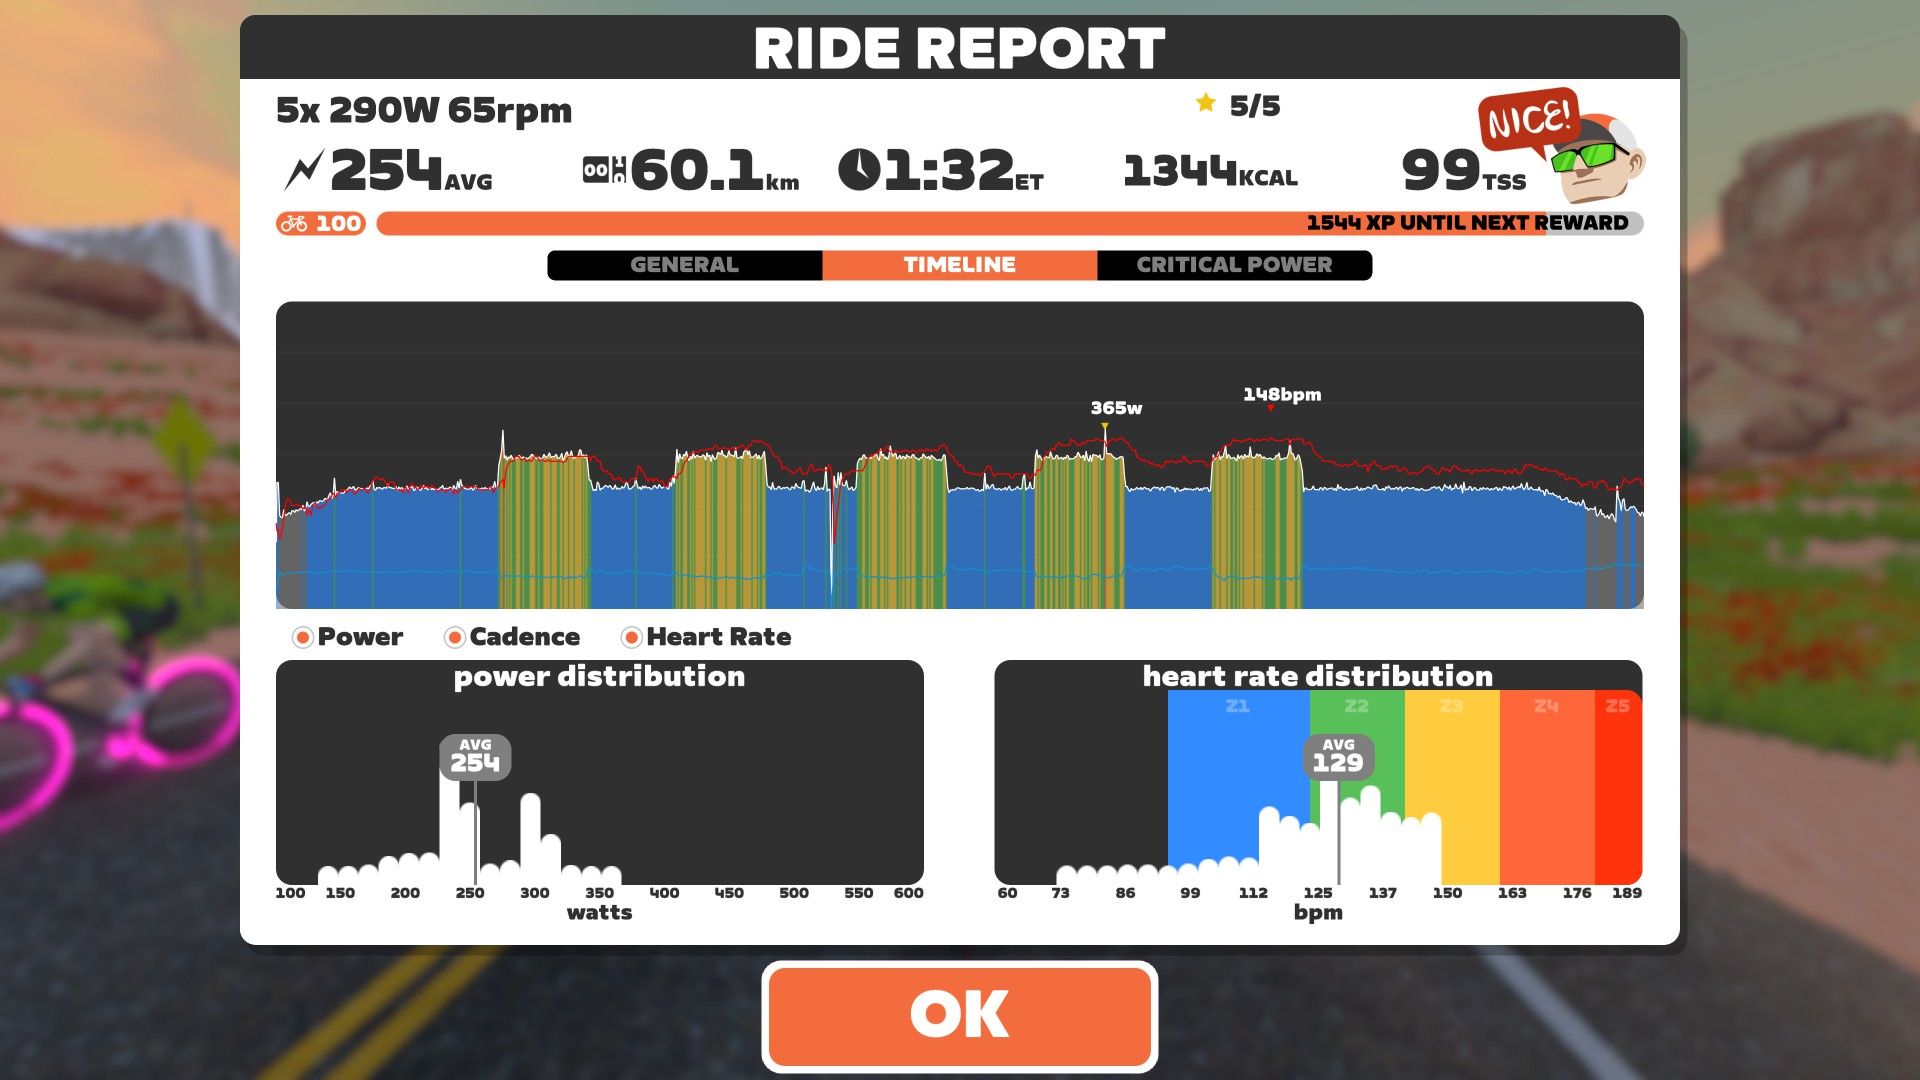 RIDE REPORT
5x 290W 65rpm
5/5
NICE!
254AVG
60.1km
1:32ET
1344KCAL
99TSS
100
1544 XP UNTIL NEXT REWARD
GENERAL
TIMELINE
CRITICAL POWER
365w
148bpm
Power
Cadence
Heart Rate
power distribution
AVG
254
100 150 200 250 300 350 400 450 500 550 600
watts
heart rate distribution
Z1 Z2 Z3 Z4 Z5
AVG
129
60 73 86 99 112 125 137 150 163 176 189
bpm
OK